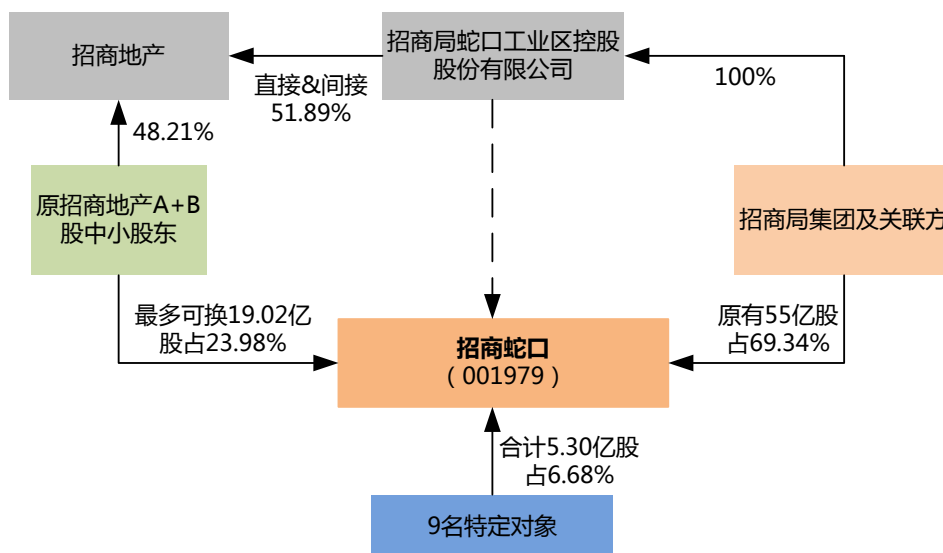 招商地产
招商局蛇口工业区控股
股份有限公司
直接&间接
51.89%
100%
48.21%
原招商地产A+B
股中小股东
招商局集团及关联方
最多可换19.02亿
股占23.98%
原有55亿股
占69.34%
招商蛇口
（001979）
合计5.30亿股
占6.68%
9名特定对象